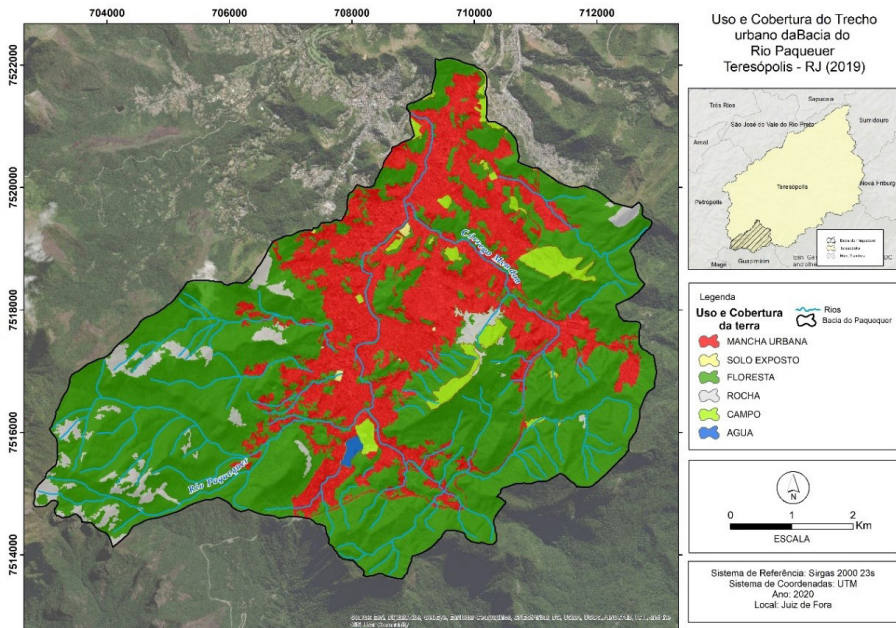 704000 706000 708000 710000 712000
7522000
7520000
7518000
7516000
7514000
Córrego Meudon
Rio Paquequer
Uso e Cobertura do Trecho
urbano daBacia do
Rio Paqueuer
Teresópolis - RJ (2019)
Três Rios
Sapucaia
São José do Vale do Rio Preto
Sumidouro
Areal
Teresópolis
Nova Friburg
Petrópolis
Magé
Guapimirim
Legenda
Uso e Cobertura
da terra
Rios
Bacia do Paquequer
MANCHA URBANA
SOLO EXPOSTO
FLORESTA
ROCHA
CAMPO
AGUA
N
0 1 2
Km
ESCALA
Sistema de Referência: Sirgas 2000 23s
Sistema de Coordenadas: UTM
Ano: 2020
Local: Juiz de Fora